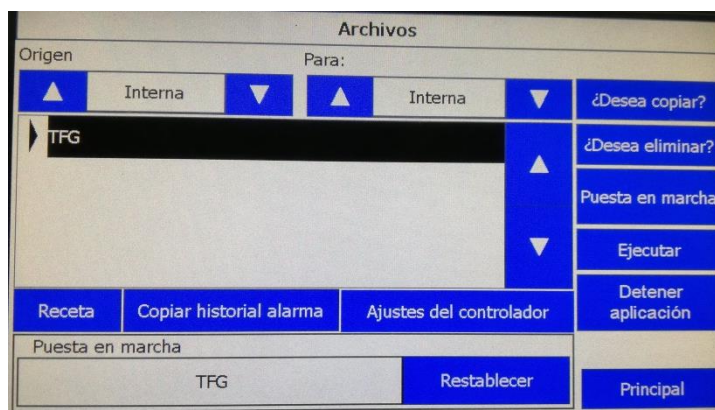 Archivos
Origen
Para:
Interna
Interna
¿Desea copiar?
TFG
¿Desea eliminar?
Puesta en marcha
Ejecutar
Receta
Copiar historial alarma
Ajustes del controlador
Detener
aplicación
Puesta en marcha
TFG
Restablecer
Principal